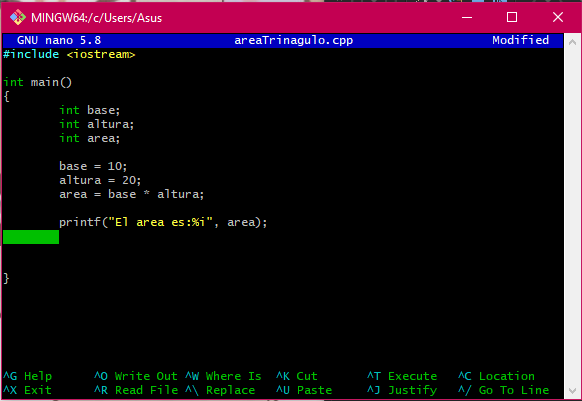 MINGW64:/c/Users/Asus
GNU nano 5.8 areaTrinagulo.cpp Modified
#include <iostream>
int main()
{
int base;
int altura;
int area;
base = 10;
altura = 20;
area = base * altura;
printf("El area es:%i", area);
}
^G Help ^O Write Out ^W Where Is ^K Cut ^T Execute ^C Location
^X Exit ^R Read File ^\ Replace ^U Paste ^J Justify ^/ Go To Line